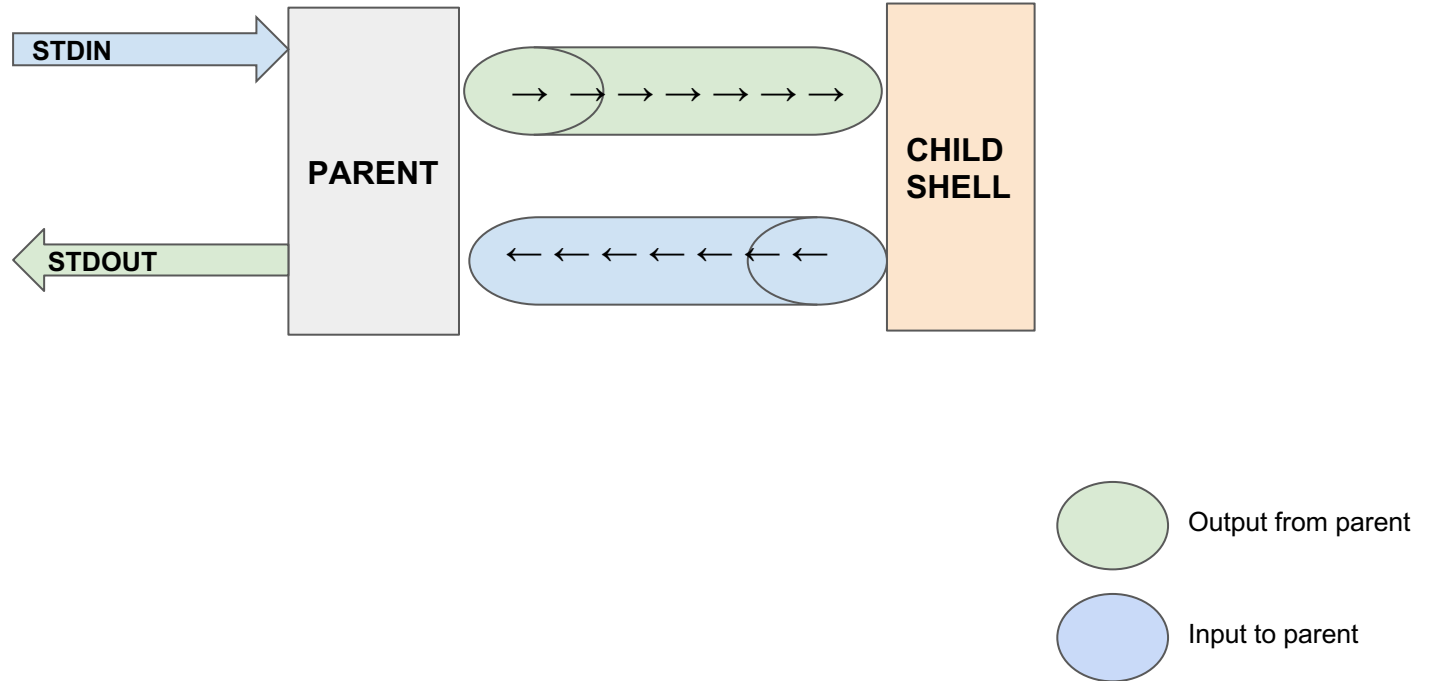 STDIN
PARENT
CHILD
SHELL
STDOUT
Output from parent
Input to parent